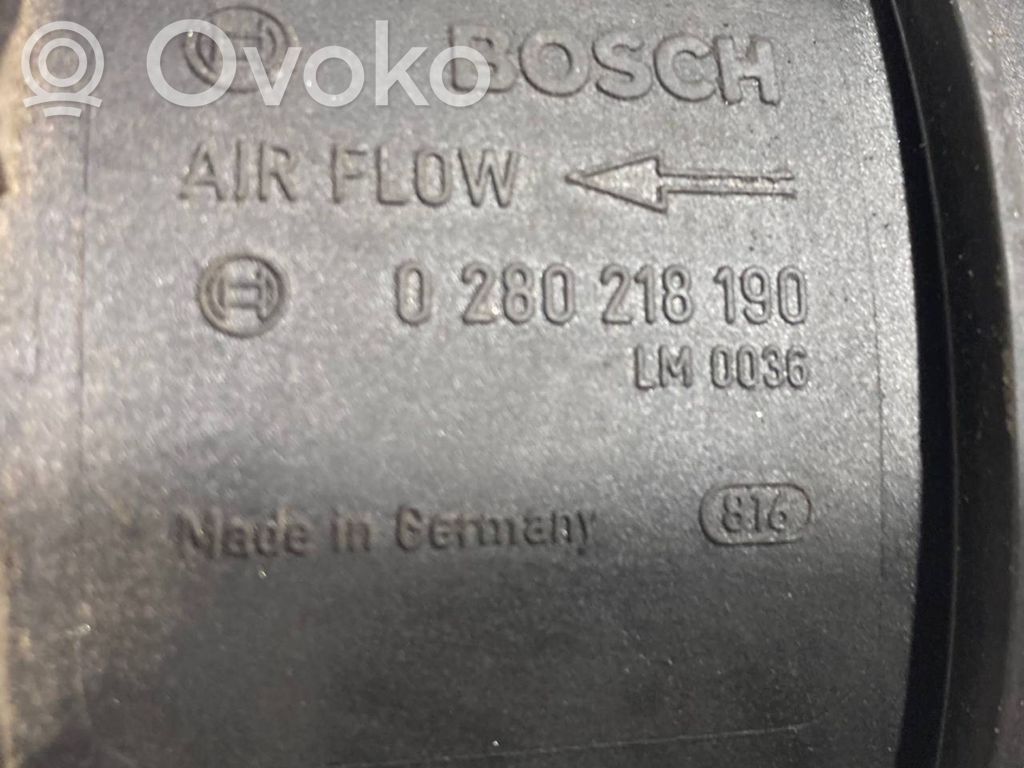 Ovoko
BOSCH
AIR FLOW
0 280 218 190
LM 0036
Made in Germany
816